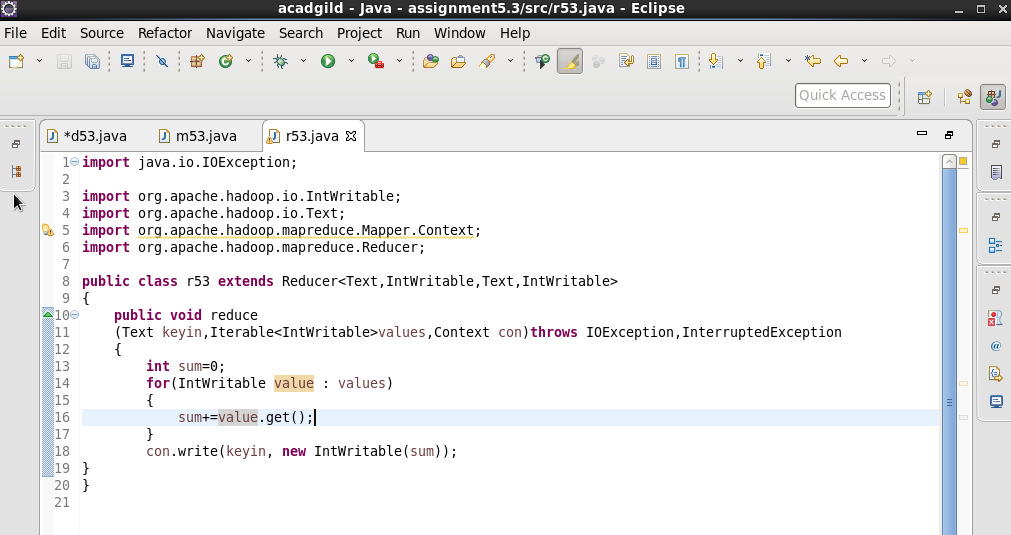 acadgild - Java - assignment5.3/src/r53.java - Eclipse
File Edit Source Refactor Navigate Search Project Run Window Help
Quick Access
*d53.java m53.java r53.java
1 import java.io.IOException;
2
3 import org.apache.hadoop.io.IntWritable;
4 import org.apache.hadoop.io.Text;
5 import org.apache.hadoop.mapreduce.Mapper.Context;
6 import org.apache.hadoop.mapreduce.Reducer;
7
8 public class r53 extends Reducer<Text,IntWritable,Text,IntWritable>
9 {
10     public void reduce
11     (Text keyin,Iterable<IntWritable>values,Context con)throws IOException,InterruptedException
12     {
13         int sum=0;
14         for(IntWritable value : values)
15         {
16             sum+=value.get();
17         }
18         con.write(keyin, new IntWritable(sum));
19 }
20 }
21